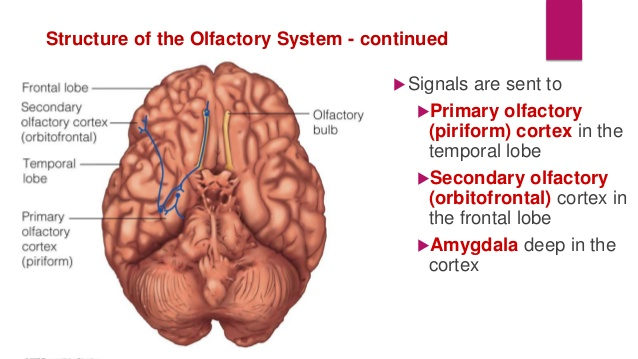 Structure of the Olfactory System - continued
Frontal lobe
Secondary
olfactory cortex
(orbitofrontal)
Temporal
lobe
Primary
olfactory
cortex
(piriform)
Olfactory
bulb
Signals are sent to
Primary olfactory
(piriform) cortex in the
temporal lobe
Secondary olfactory
(orbitofrontal) cortex in
the frontal lobe
Amygdala deep in the
cortex